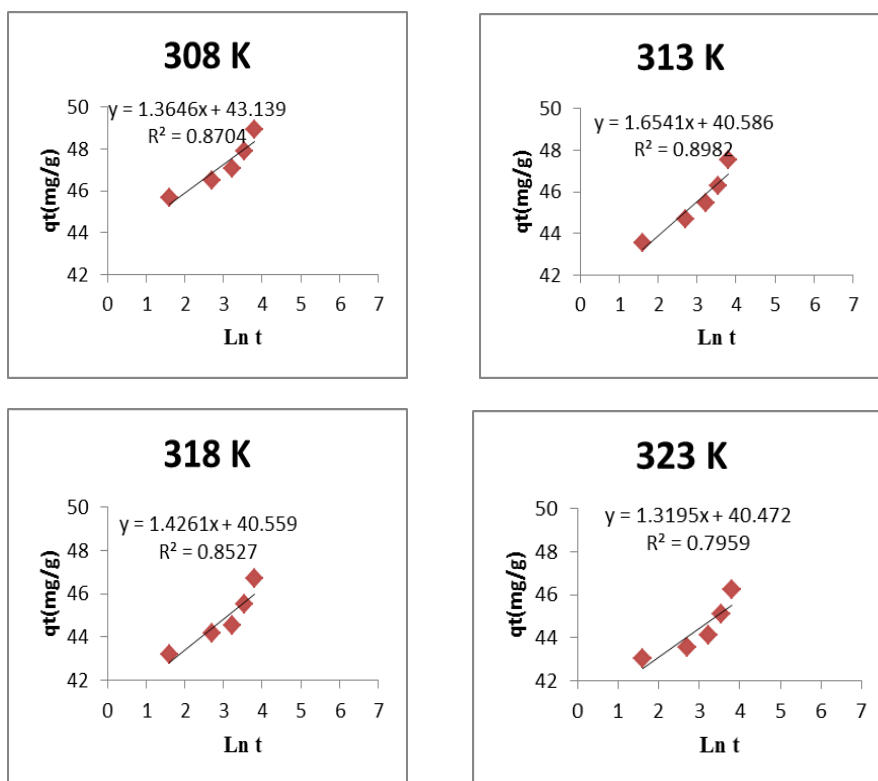 308 K
y = 1.3646x + 43.139
R² = 0.8704
50
48
46
44
42
qt(mg/g)
0 1 2 3 4 5 6 7
Ln t
313 K
y = 1.6541x + 40.586
R² = 0.8982
50
48
46
44
42
qt(mg/g)
0 1 2 3 4 5 6 7
Ln t
318 K
y = 1.4261x + 40.559
R² = 0.8527
50
48
46
44
42
qt(mg/g)
0 1 2 3 4 5 6 7
Ln t
323 K
y = 1.3195x + 40.472
R² = 0.7959
50
48
46
44
42
qt(mg/g)
0 1 2 3 4 5 6 7
Ln t